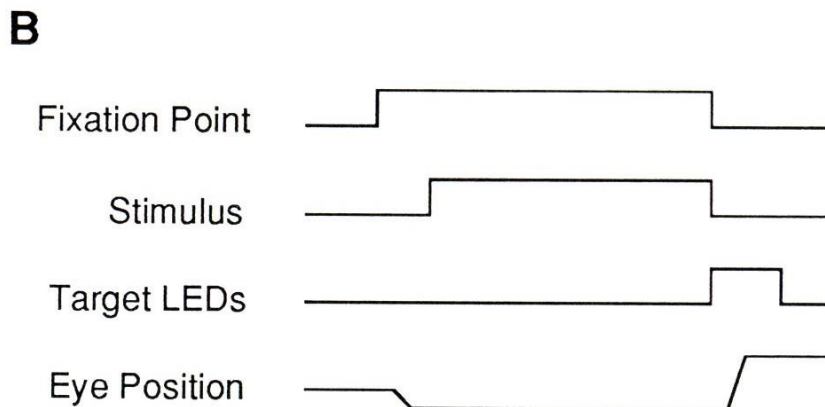 B
Fixation Point
Stimulus
Target LEDs
Eye Position